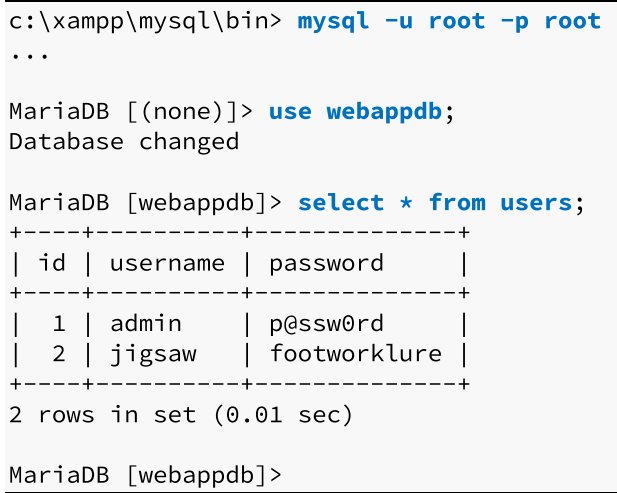 c:\xampp\mysql\bin> mysql -u root -p root
...
MariaDB [(none)]> use webappdb;
Database changed
MariaDB [webappdb]> select * from users;
+----+----------+--------------+
| id | username | password     |
+----+----------+--------------+
|  1 | admin    | p@ssw0rd     |
|  2 | jigsaw   | footworklure |
+----+----------+--------------+
2 rows in set (0.01 sec)
MariaDB [webappdb]>